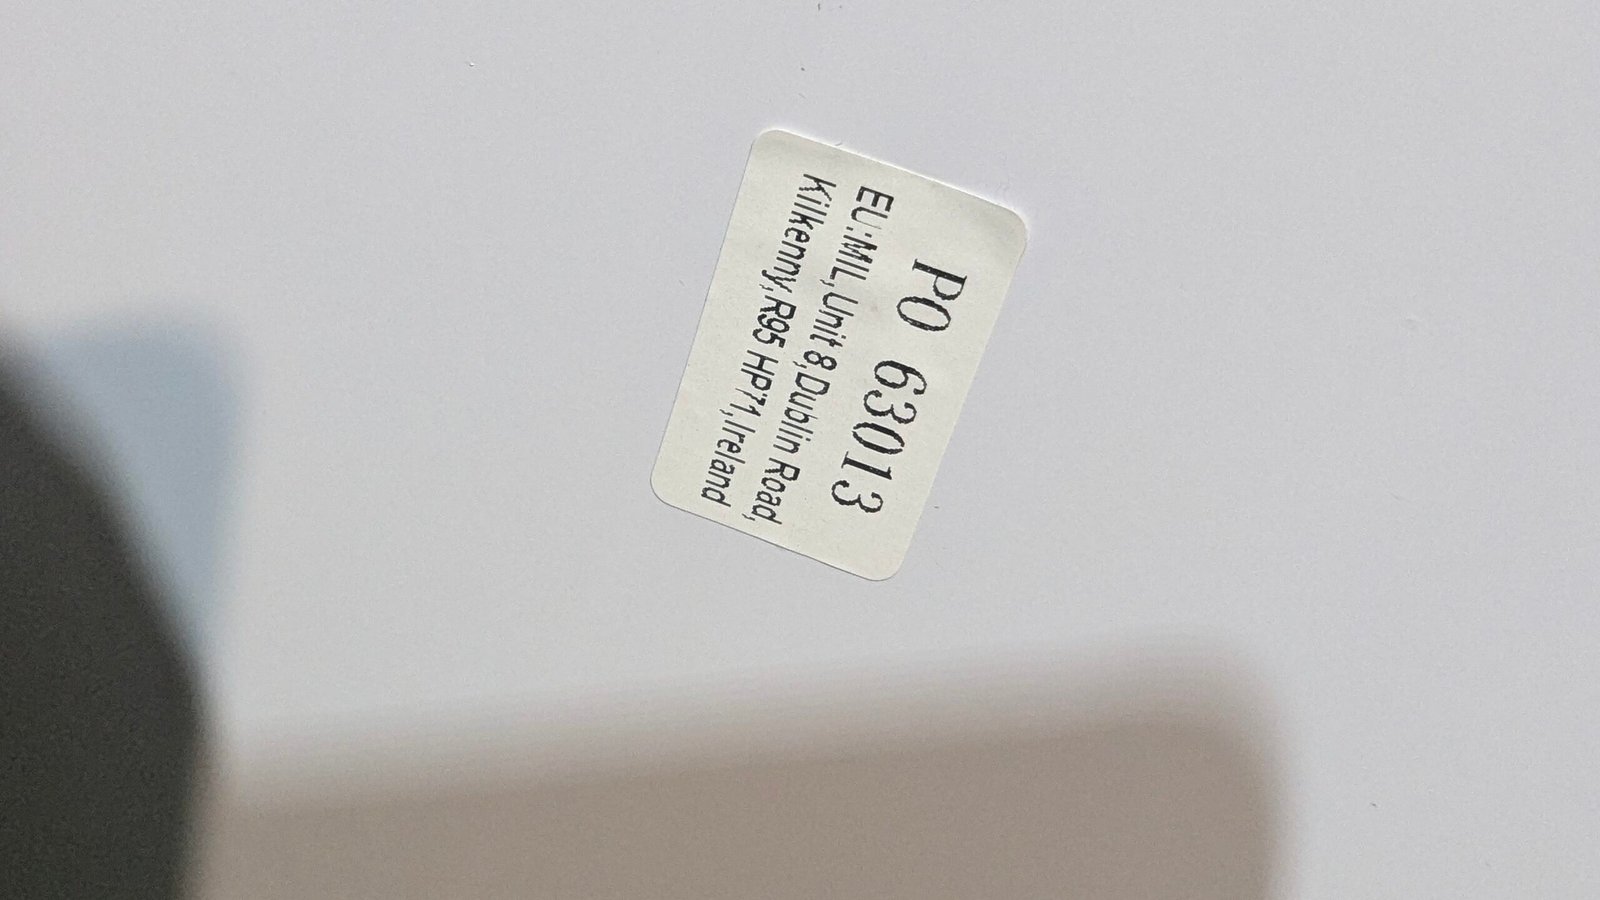 PO 63013
EU:MIL, Unit 8,Dublin Road,
Kilkenny,R95 HP71,Ireland